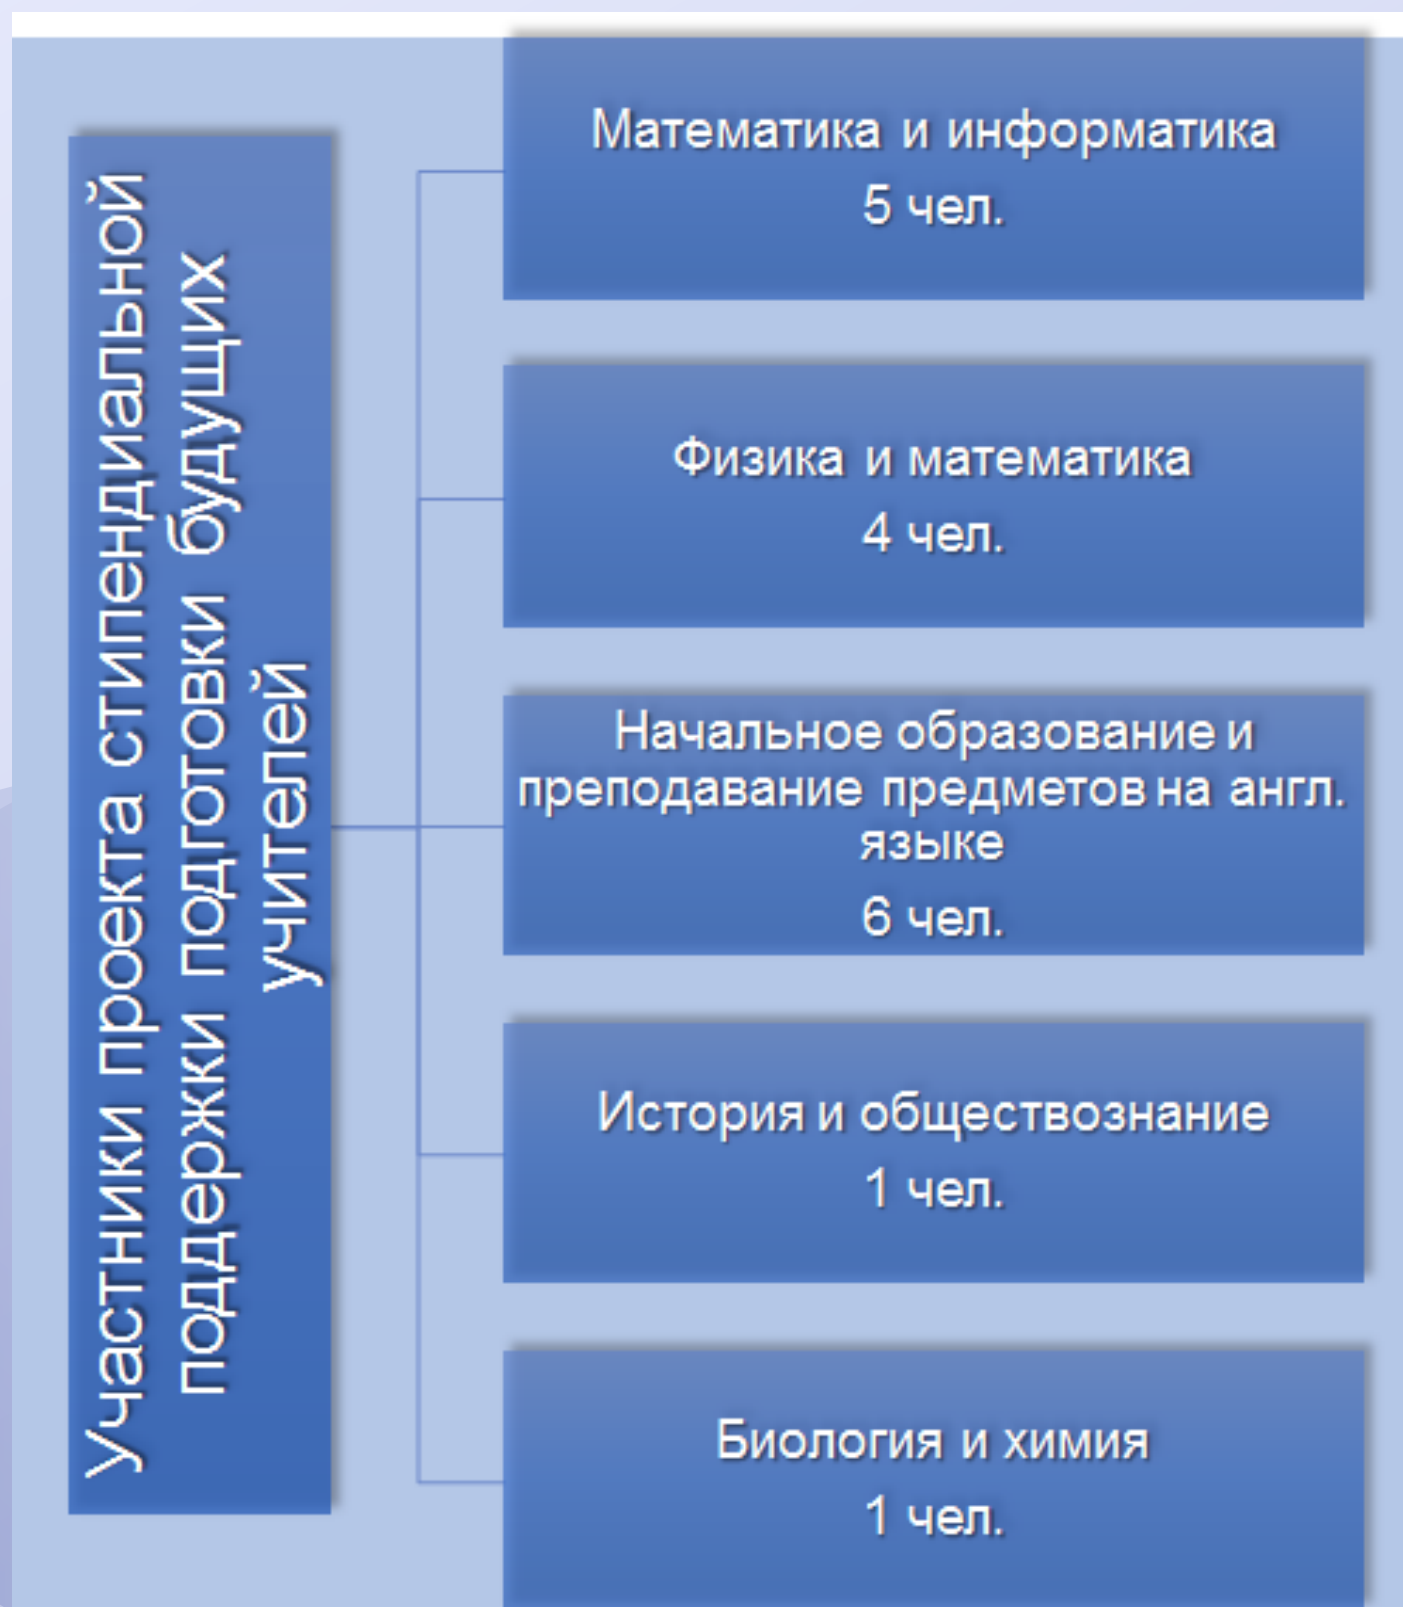 Участники проекта стипендиальной
поддержки подготовки будущих
учителей
Математика и информатика
5 чел.
Физика и математика
4 чел.
Начальное образование и
преподавание предметов на англ.
языке
6 чел.
История и обществознание
1 чел.
Биология и химия
1 чел.